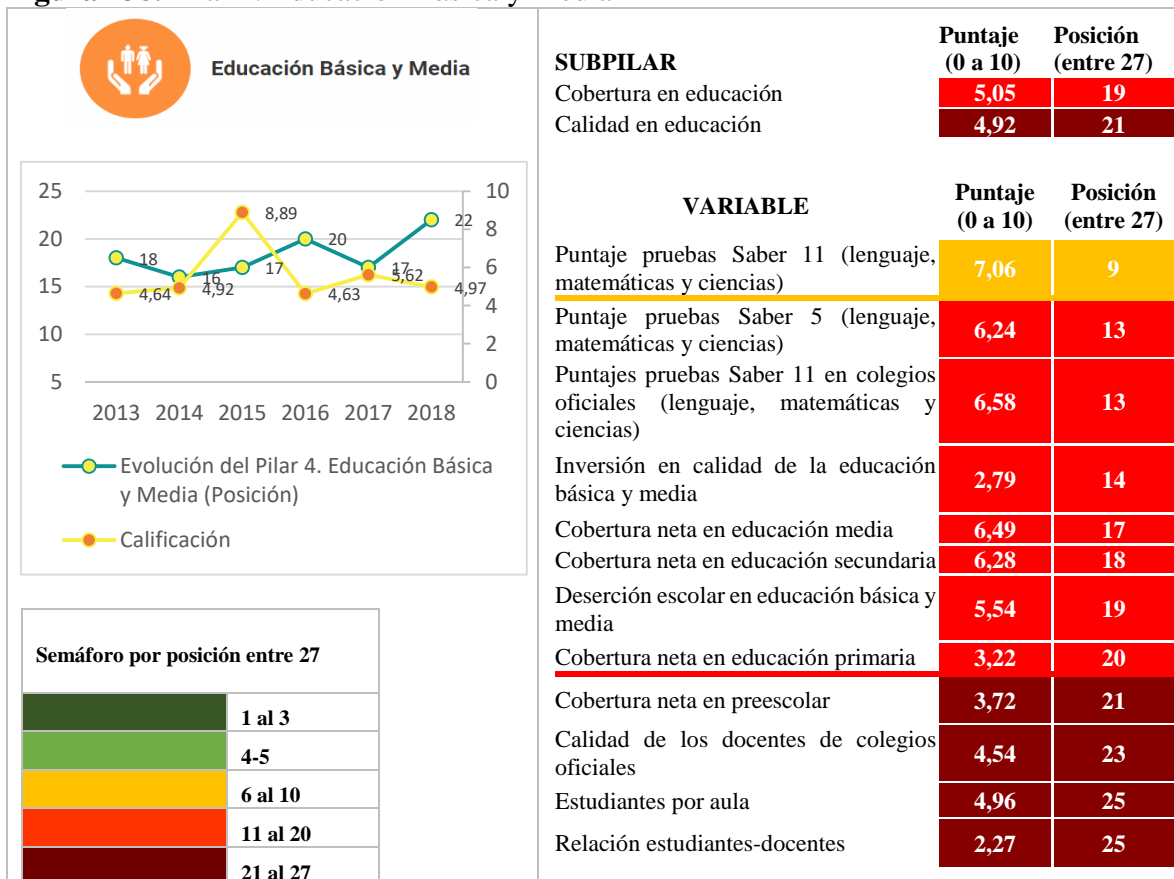 Educación Básica y Media
25
20
15
10
5
10
8
6
4
2
0
18
16
17
20
17
22
4,64
4,92
8,89
4,63
5,62
4,97
2013 2014 2015 2016 2017 2018
Evolución del Pilar 4. Educación Básica
y Media (Posición)
Calificación
Semáforo por posición entre 27
1 al 3
4-5
6 al 10
11 al 20
21 al 27
SUBPILAR Puntaje (0 a 10) Posición (entre 27)
Cobertura en educación 5,05 19
Calidad en educación 4,92 21
VARIABLE Puntaje (0 a 10) Posición (entre 27)
Puntaje pruebas Saber 11 (lenguaje,
matemáticas y ciencias) 7,06 9
Puntaje pruebas Saber 5 (lenguaje,
matemáticas y ciencias) 6,24 13
Puntajes pruebas Saber 11 en colegios
oficiales (lenguaje, matemáticas y
ciencias) 6,58 13
Inversión en calidad de la educación
básica y media 2,79 14
Cobertura neta en educación media 6,49 17
Cobertura neta en educación secundaria 6,28 18
Deserción escolar en educación básica y
media 5,54 19
Cobertura neta en educación primaria 3,22 20
Cobertura neta en preescolar 3,72 21
Calidad de los docentes de colegios
oficiales 4,54 23
Estudiantes por aula 4,96 25
Relación estudiantes-docentes 2,27 25